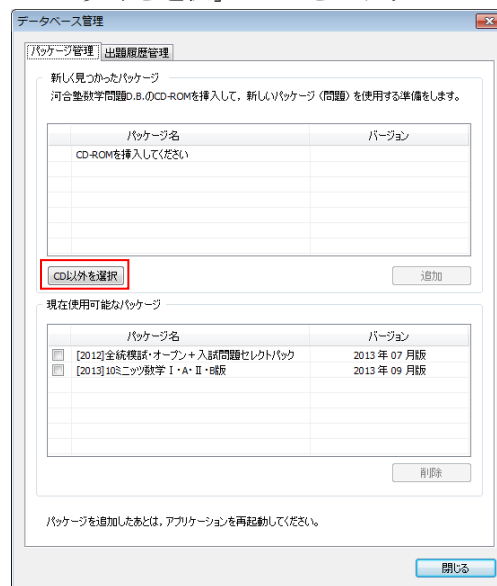 データベース管理
パッケージ管理 出題履歴管理
新しく見つかったパッケージ
河合塾数学問題D.B.のCD-ROMを挿入して，新しいパッケージ（問題）を使用する準備をします。
パッケージ名 バージョン
CD-ROMを挿入してください
CD以外を選択 追加
現在使用可能なパッケージ
パッケージ名 バージョン
[2012]全統模試・オープン＋入試問題セレクトパック 2013 年 07 月版
[2013]10ミニッツ数学Ⅰ・A・Ⅱ・B版 2013 年 09 月版
削除
パッケージを追加したあとは，アプリケーションを再起動してください。
閉じる